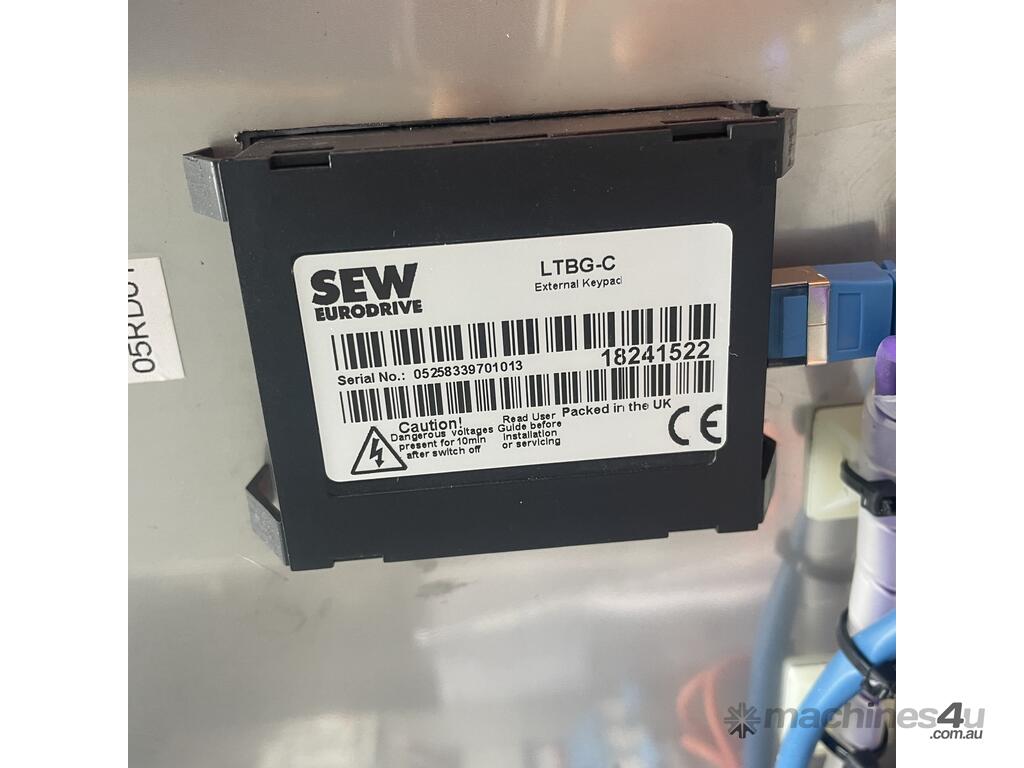 SEW
EURODRIVE
LTBG-C
External Keypad
18241522
Serial No.: 05258339701013
Packed in the UK
Caution!
Dangerous voltages
present for 10min
after switch off
Read User
Guide before
installation
or servicing
CE
machines4u
.com.au